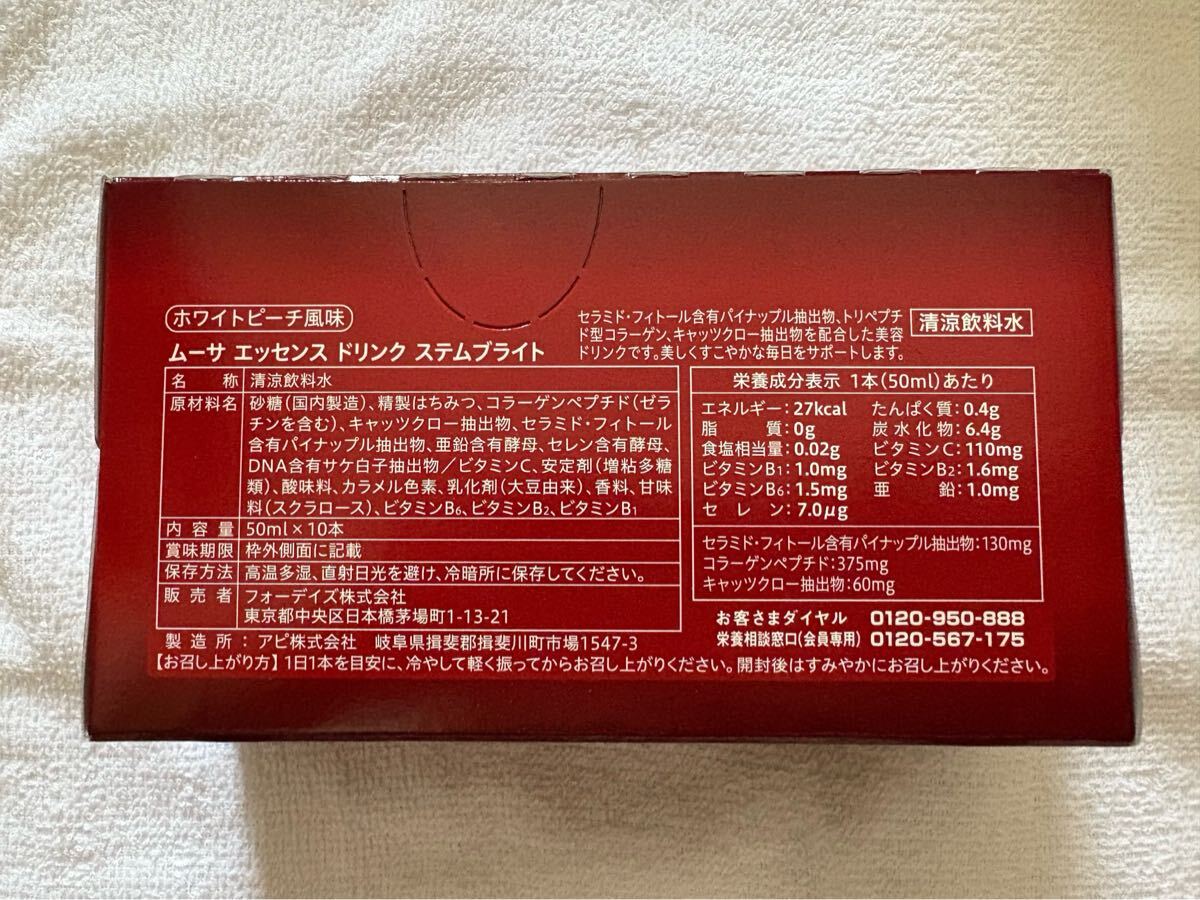 ホワイトピーチ風味
ムーサ エッセンス ドリンク ステムブライト
セラミド・フィトール含有パイナップル抽出物、トリペプチ
ド型コラーゲン、キャッツクロー抽出物を配合した美容
ドリンクです。美しくすこやかな毎日をサポートします。
清涼飲料水
名称 清涼飲料水
原材料名 砂糖(国内製造)、精製はちみつ、コラーゲンペプチド(ゼラ
チンを含む)、キャッツクロー抽出物、セラミド・フィトール
含有パイナップル抽出物、亜鉛含有酵母、セレン含有酵母、
DNA含有サケ白子抽出物/ビタミンC、安定剤(増粘多糖
類)、酸味料、カラメル色素、乳化剤(大豆由来)、香料、甘味
料(スクラロース)、ビタミンB6、ビタミンB2、ビタミンB1
内容量 50ml×10本
賞味期限 枠外側面に記載
保存方法 高温多湿、直射日光を避け、冷暗所に保存してください。
販売者 フォーデイズ株式会社
東京都中央区日本橋茅場町1-13-21
製造所:アピ株式会社 岐阜県揖斐郡揖斐川町市場1547-3
栄養成分表示 1本(50ml)あたり
エネルギー:27kcal たんぱく質:0.4g
脂質:0g 炭水化物:6.4g
食塩相当量:0.02g ビタミンC:110mg
ビタミンB1:1.0mg ビタミンB2:1.6mg
ビタミンB6:1.5mg 亜鉛:1.0mg
セレン:7.0μg
セラミド・フィトール含有パイナップル抽出物:130mg
コラーゲンペプチド:375mg
キャッツクロー抽出物:60mg
お客さまダイヤル 0120-950-888
栄養相談窓口(会員専用) 0120-567-175
【お召し上がり方】1日1本を目安に、冷やして軽く振ってからお召し上がりください。開封後はすみやかにお召し上がりください。